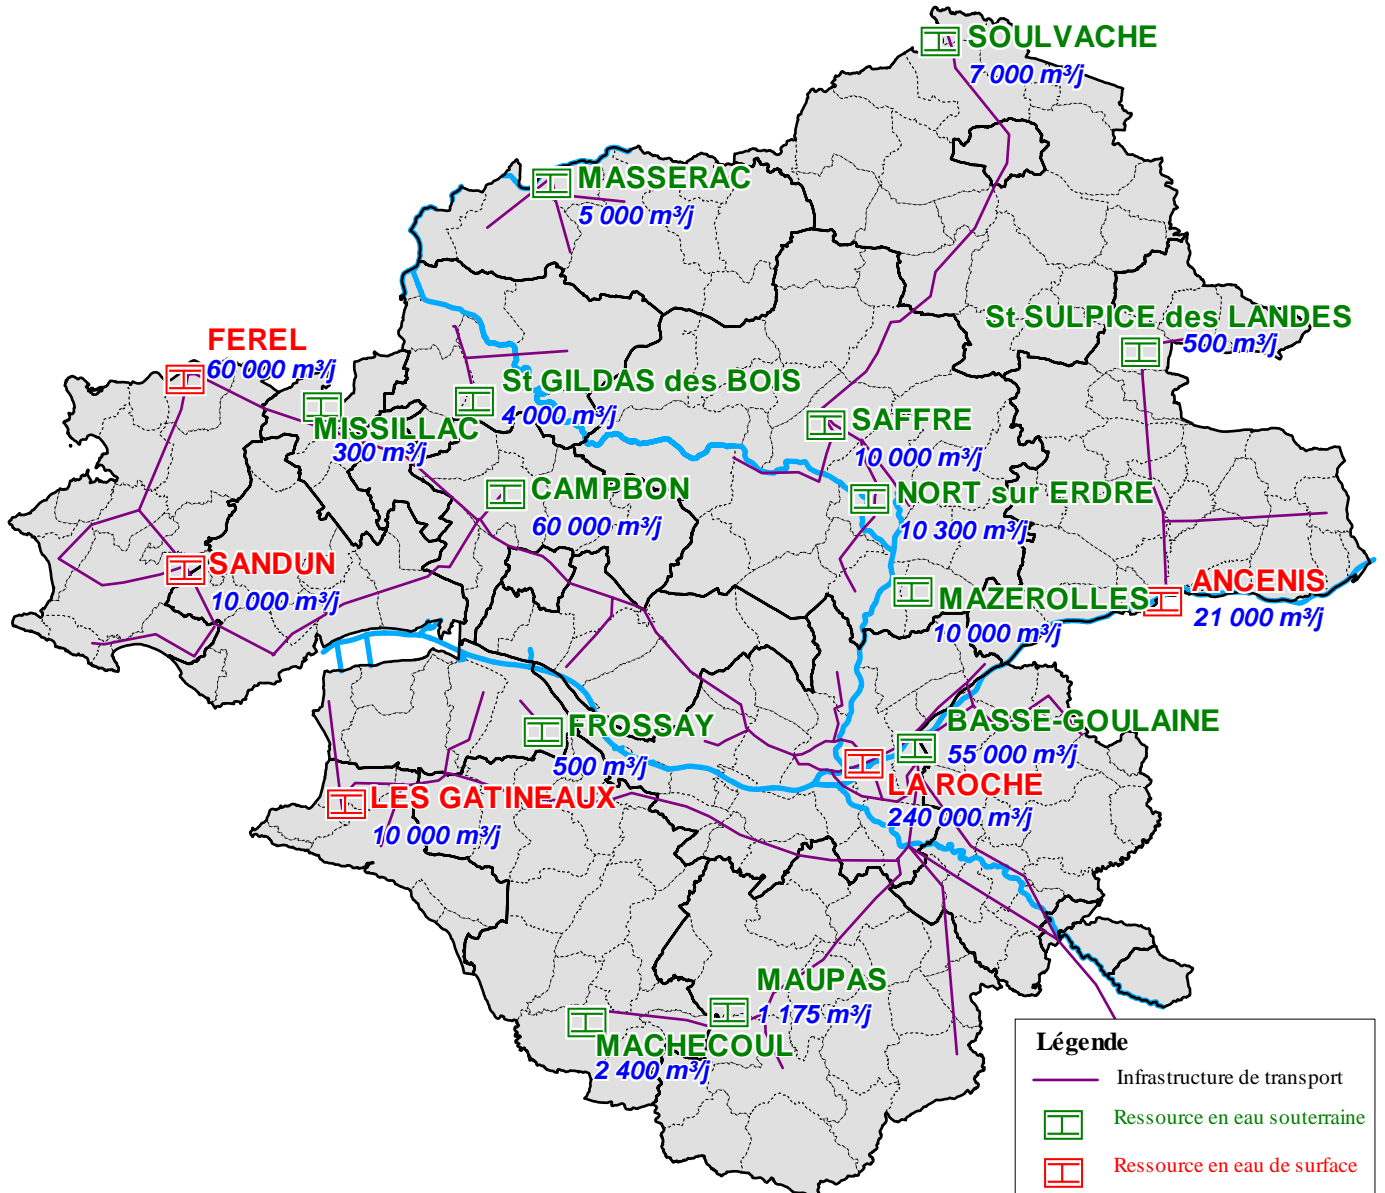 SOULVACHE
7 000 m³/j
MASSERAC
5 000 m³/j
St SULPICE des LANDES
500 m³/j
FEREL
60 000 m³/j
St GILDAS des BOIS
4 000 m³/j
MISSILLAC
300 m³/j
SAFFRE
10 000 m³/j
CAMPBON
60 000 m³/j
NORT sur ERDRE
10 300 m³/j
SANDUN
10 000 m³/j
MAZEROLLES
10 000 m³/j
ANCENIS
21 000 m³/j
FROSSAY
500 m³/j
BASSE-GOULAINE
55 000 m³/j
LA ROCHE
240 000 m³/j
LES GATINEAUX
10 000 m³/j
MAUPAS
1 175 m³/j
MACHECOUL
2 400 m³/j
Légende
Infrastructure de transport
Ressource en eau souterraine
Ressource en eau de surface